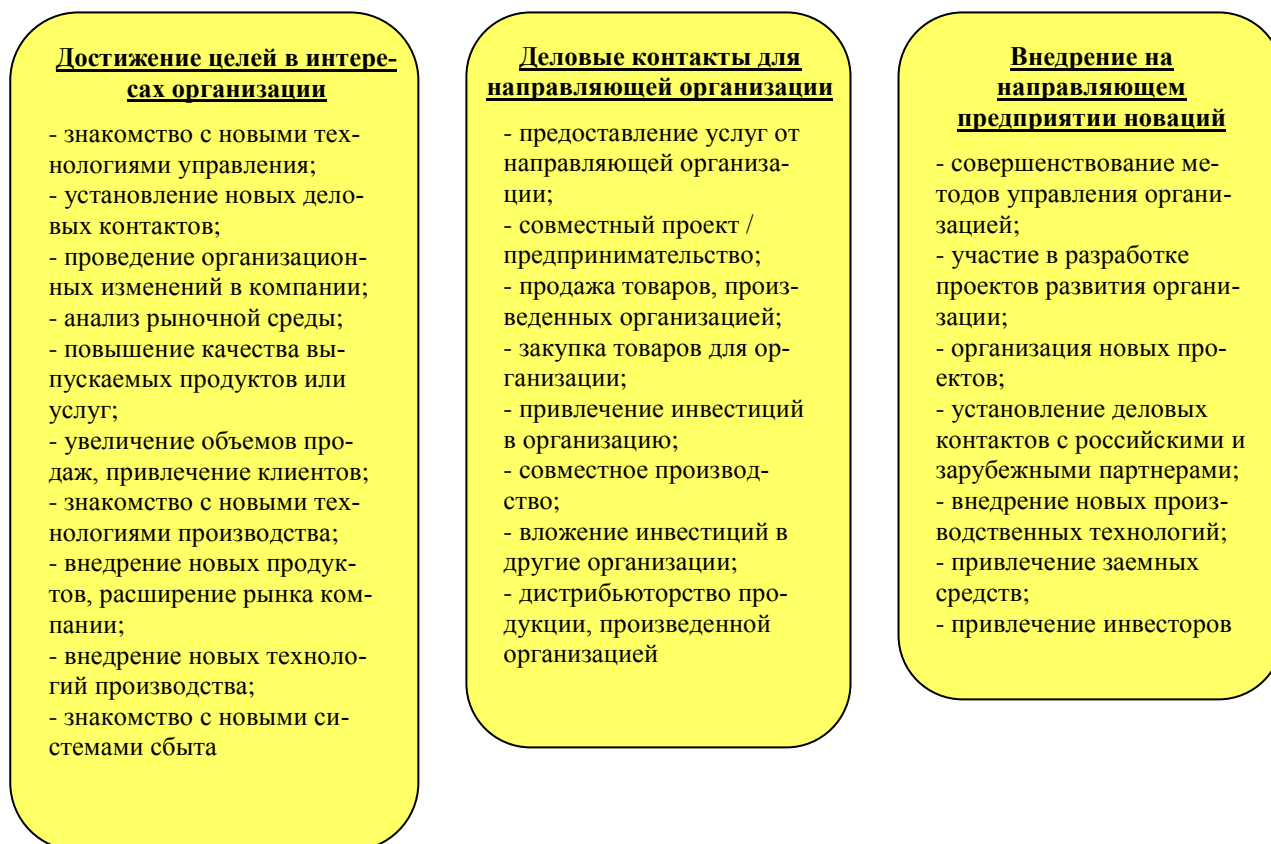 Достижение целей в интере-
сах организации
- знакомство с новыми тех-
нологиями управления;
- установление новых дело-
вых контактов;
- проведение организацион-
ных изменений в компании;
- анализ рыночной среды;
- повышение качества вы-
пускаемых продуктов или
услуг;
- увеличение объемов про-
даж, привлечение клиентов;
- знакомство с новыми тех-
нологиями производства;
- внедрение новых продук-
тов, расширение рынка ком-
пании;
- внедрение новых техноло-
гий производства;
- знакомство с новыми си-
стемами сбыта
Деловые контакты для
направляющей организации
- предоставление услуг от
направляющей организа-
ции;
- совместный проект /
предпринимательство;
- продажа товаров, произ-
веденных организацией;
- закупка товаров для ор-
ганизации;
- привлечение инвестиций
в организацию;
- совместное производ-
ство;
- вложение инвестиций в
другие организации;
- дистрибьюторство про-
дукции, произведенной
организацией
Внедрение на
направляющем
предприятии новаций
- совершенствование ме-
тодов управления органи-
зацией;
- участие в разработке
проектов развития органи-
зации;
- организация новых про-
ектов;
- установление деловых
контактов с российскими и
зарубежными партнерами;
- внедрение новых произ-
водственных технологий;
- привлечение заемных
средств;
- привлечение инвесторов